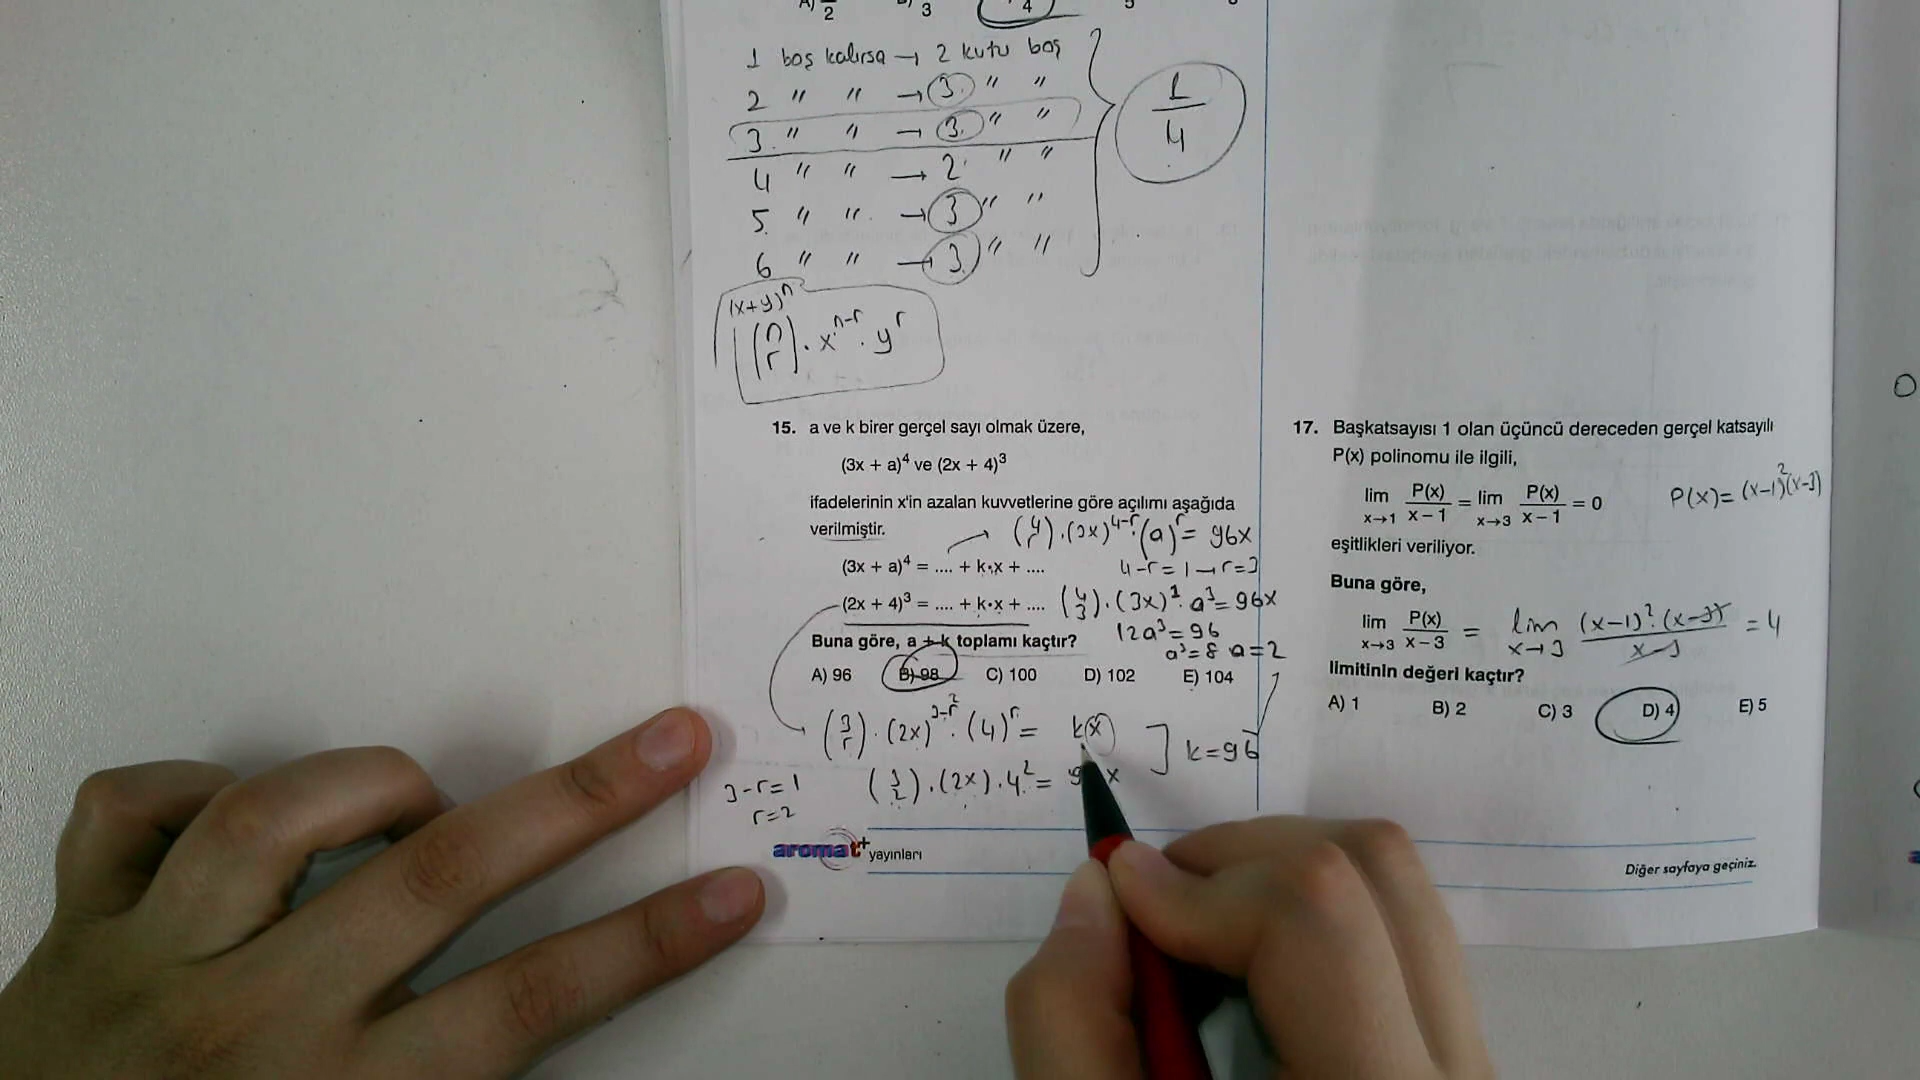 2
3
4
1 boş kalırsa → 2 kutu boş
2 " " → 3. " "
3. " " → 3. " "
4 " " → 2 " "
5. " " → 3 " "
6 " " → 3. " "
1/4
(x+y)^n
(n r) · x^n-r · y^r
15. a ve k birer gerçel sayı olmak üzere,
(3x + a)^4 ve (2x + 4)^3
ifadelerinin x'in azalan kuvvetlerine göre açılımı aşağıda
verilmiştir.
(4 r) · (3x)^4-r · (a)^r = 96x
(3x + a)^4 = .... + k·x + ....
4-r=1 → r=3
(2x + 4)^3 = .... + k·x + ....
(4 3) · (3x)^1 · a^3 = 96x
12a^3 = 96
a^3 = 8 a = 2
Buna göre, a + k toplamı kaçtır?
A) 96 B) 98 C) 100 D) 102 E) 104
(3 r) · (2x)^3-r · (4)^r = kx
k = 96
3-r=1
r=2
(3 2) · (2x) · 4^2 = x
aromat+ yayınları
17. Başkatsayısı 1 olan üçüncü dereceden gerçel katsayılı
P(x) polinomu ile ilgili,
lim x→1 P(x)/x − 1 = lim x→3 P(x)/x − 1 = 0
P(x) = (x-1)^2(x-3)
eşitlikleri veriliyor.
Buna göre,
lim x→3 P(x)/x − 3 = lim x→3 (x-1)^2 · (x-3)/x-3 = 4
limitinin değeri kaçtır?
A) 1 B) 2 C) 3 D) 4 E) 5
Diğer sayfaya geçiniz.